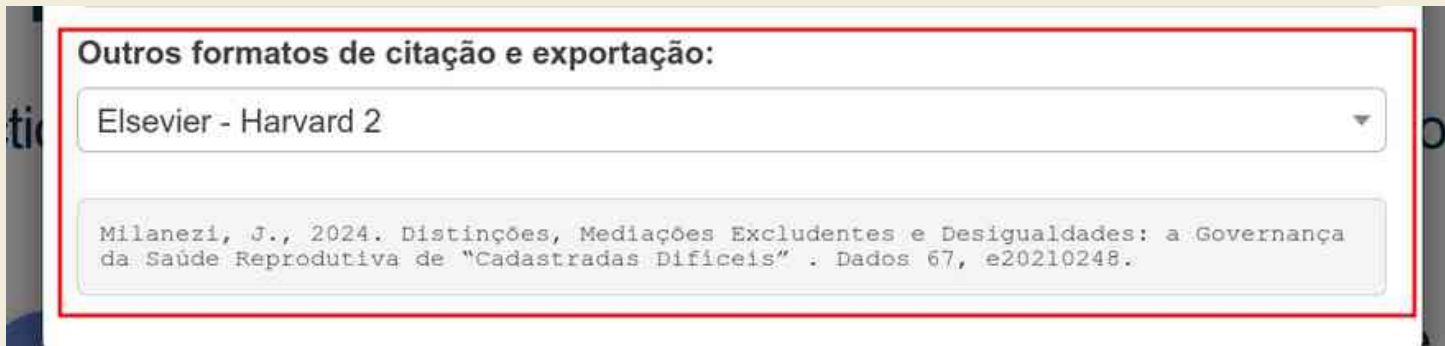 Outros formatos de citação e exportação:
Elsevier - Harvard 2
Milanezi, J., 2024. Distinções, Mediações Excludentes e Desigualdades: a Governança
da Saúde Reprodutiva de “Cadastradas Difíceis” . Dados 67, e20210248.